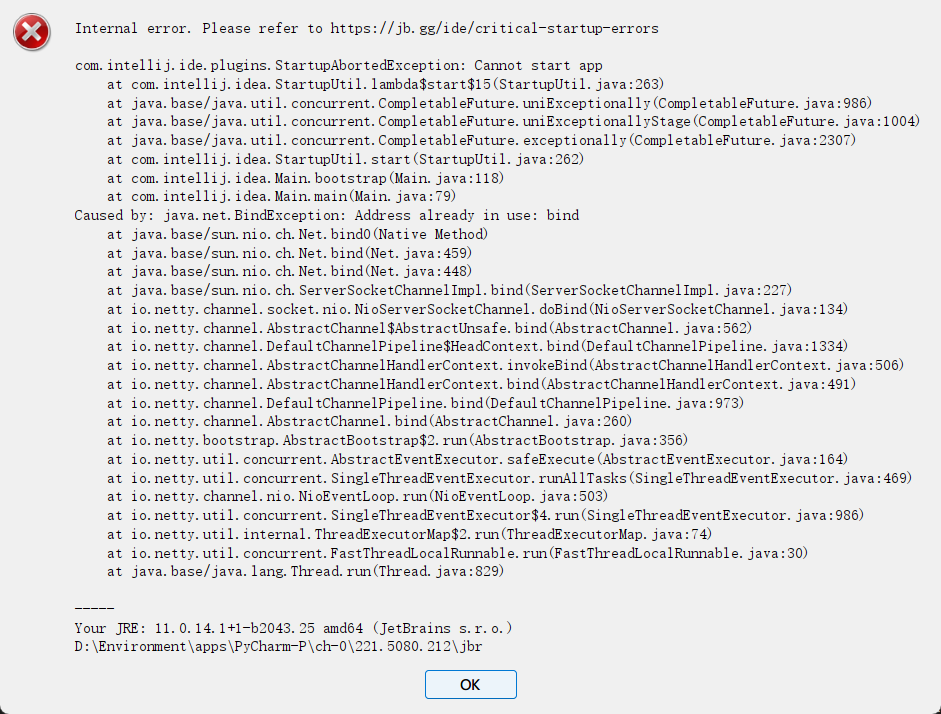 Internal error. Please refer to https://jb.gg/ide/critical-startup-errors
com.intellij.ide.plugins.StartupAbortedException: Cannot start app
at com.intellij.idea.StartupUtil.lambda$start$15(StartupUtil.java:263)
at java.base/java.util.concurrent.CompletableFuture.uniExceptionally(CompletableFuture.java:986)
at java.base/java.util.concurrent.CompletableFuture.uniExceptionallyStage(CompletableFuture.java:1004)
at java.base/java.util.concurrent.CompletableFuture.exceptionally(CompletableFuture.java:2307)
at com.intellij.idea.StartupUtil.start(StartupUtil.java:262)
at com.intellij.idea.Main.bootstrap(Main.java:118)
at com.intellij.idea.Main.main(Main.java:79)
Caused by: java.net.BindException: Address already in use: bind
at java.base/sun.nio.ch.Net.bind0(Native Method)
at java.base/sun.nio.ch.Net.bind(Net.java:459)
at java.base/sun.nio.ch.Net.bind(Net.java:448)
at java.base/sun.nio.ch.ServerSocketChannelImpl.bind(ServerSocketChannelImpl.java:227)
at io.netty.channel.socket.nio.NioServerSocketChannel.doBind(NioServerSocketChannel.java:134)
at io.netty.channel.AbstractChannel$AbstractUnsafe.bind(AbstractChannel.java:562)
at io.netty.channel.DefaultChannelPipeline$HeadContext.bind(DefaultChannelPipeline.java:1334)
at io.netty.channel.AbstractChannelHandlerContext.invokeBind(AbstractChannelHandlerContext.java:506)
at io.netty.channel.AbstractChannelHandlerContext.bind(AbstractChannelHandlerContext.java:491)
at io.netty.channel.DefaultChannelPipeline.bind(DefaultChannelPipeline.java:973)
at io.netty.channel.AbstractChannel.bind(AbstractChannel.java:260)
at io.netty.bootstrap.AbstractBootstrap$2.run(AbstractBootstrap.java:356)
at io.netty.util.concurrent.AbstractEventExecutor.safeExecute(AbstractEventExecutor.java:164)
at io.netty.util.concurrent.SingleThreadEventExecutor.runAllTasks(SingleThreadEventExecutor.java:469)
at io.netty.channel.nio.NioEventLoop.run(NioEventLoop.java:503)
at io.netty.util.concurrent.SingleThreadEventExecutor$4.run(SingleThreadEventExecutor.java:986)
at io.netty.util.internal.ThreadExecutorMap$2.run(ThreadExecutorMap.java:74)
at io.netty.util.concurrent.FastThreadLocalRunnable.run(FastThreadLocalRunnable.java:30)
at java.base/java.lang.Thread.run(Thread.java:829)
-----
Your JRE: 11.0.14.1+1-b2043.25 amd64 (JetBrains s.r.o.)
D:\Environment\apps\PyCharm-P\ch-0\221.5080.212\jbr
OK